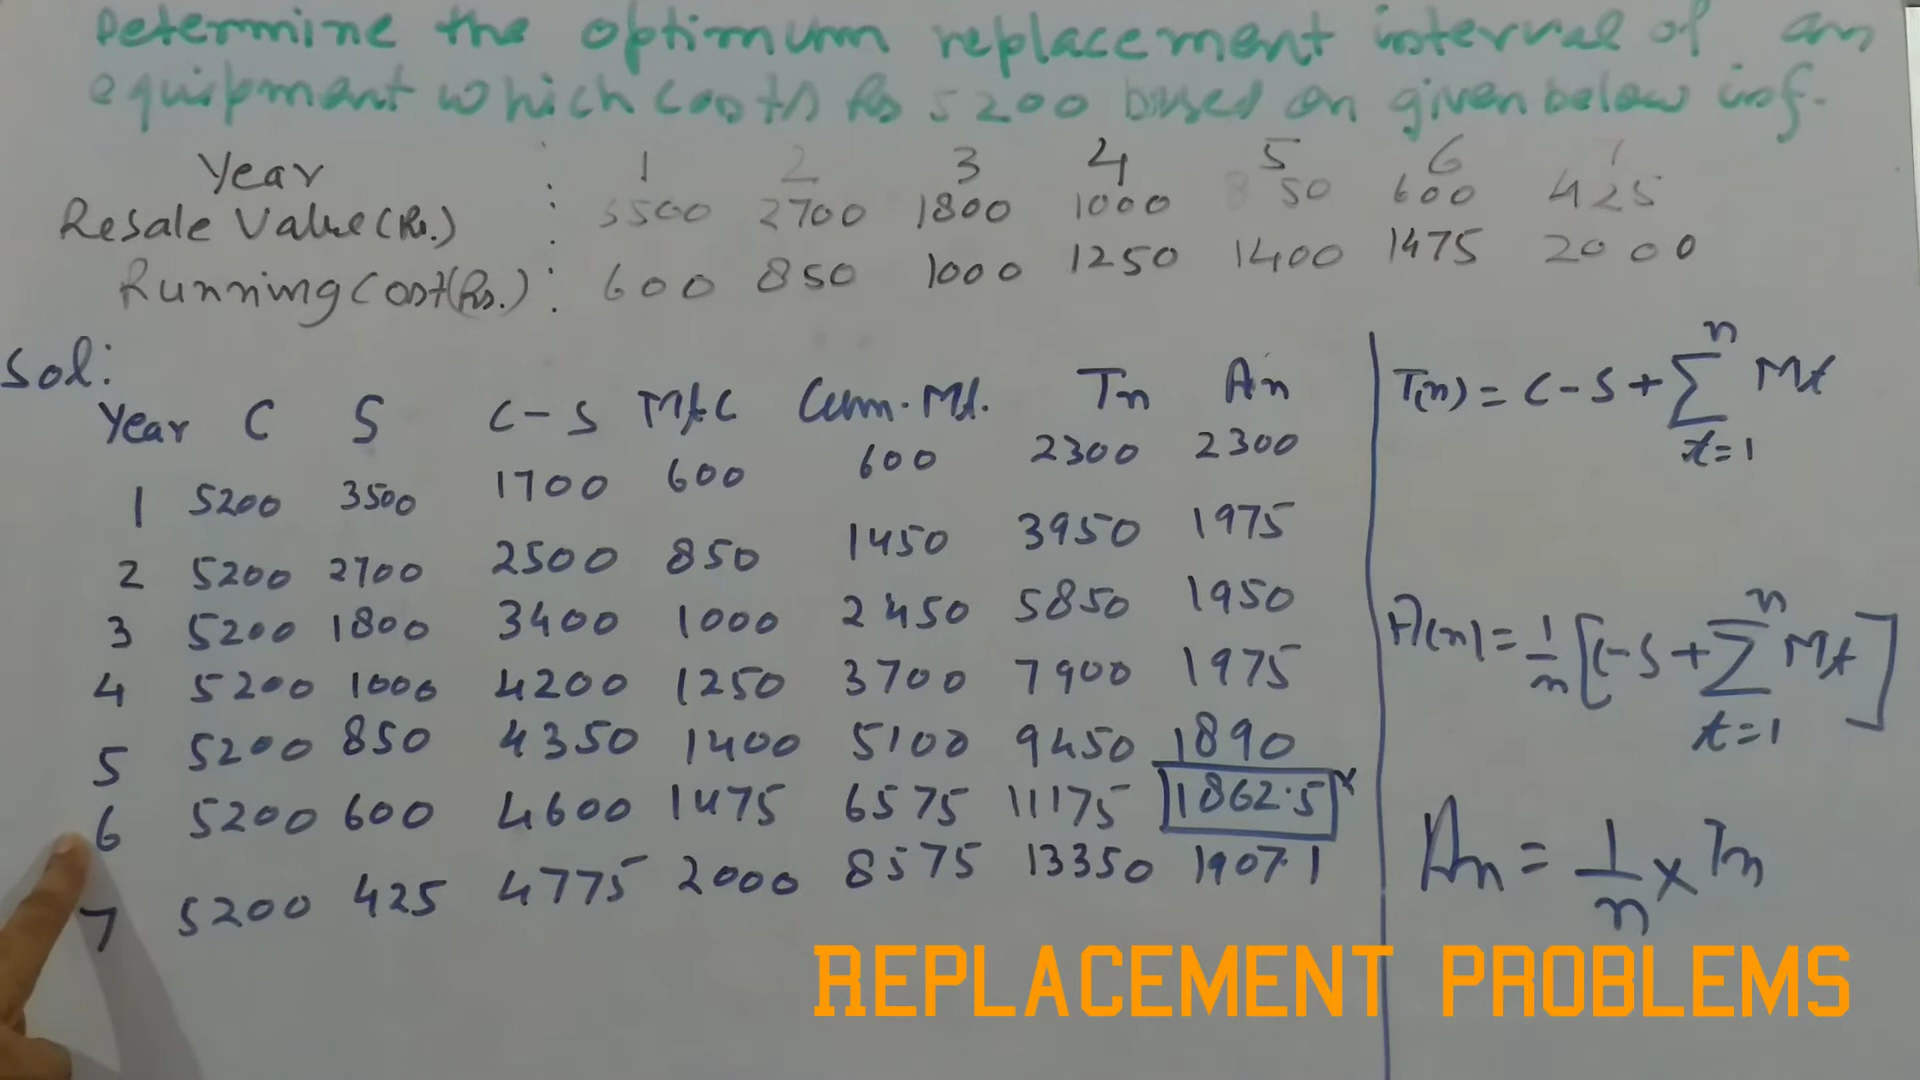 Determine the optimum replacement interval of an
equipment which costs Rs 5200 based on given below inf.
Year : 1 2 3 4 5 6 7
Resale Value (Rs.) : 3500 2700 1800 1000 850 600 425
Running Cost (Rs.) : 600 850 1000 1250 1400 1475 2000
Sol:
Year C S C-S Mt.C Cum. Mt. Tn An
1 5200 3500 1700 600 600 2300 2300
2 5200 2700 2500 850 1450 3950 1975
3 5200 1800 3400 1000 2450 5850 1950
4 5200 1000 4200 1250 3700 7900 1975
5 5200 850 4350 1400 5100 9450 1890
6 5200 600 4600 1475 6575 11175 1862.5*
7 5200 425 4775 2000 8575 13350 1907.1
T(n) = C-S + Σ^n_{t=1} Mt
A(n) = 1/n [C-S + Σ^n_{t=1} Mt]
An = 1/n × Tn
REPLACEMENT PROBLEMS